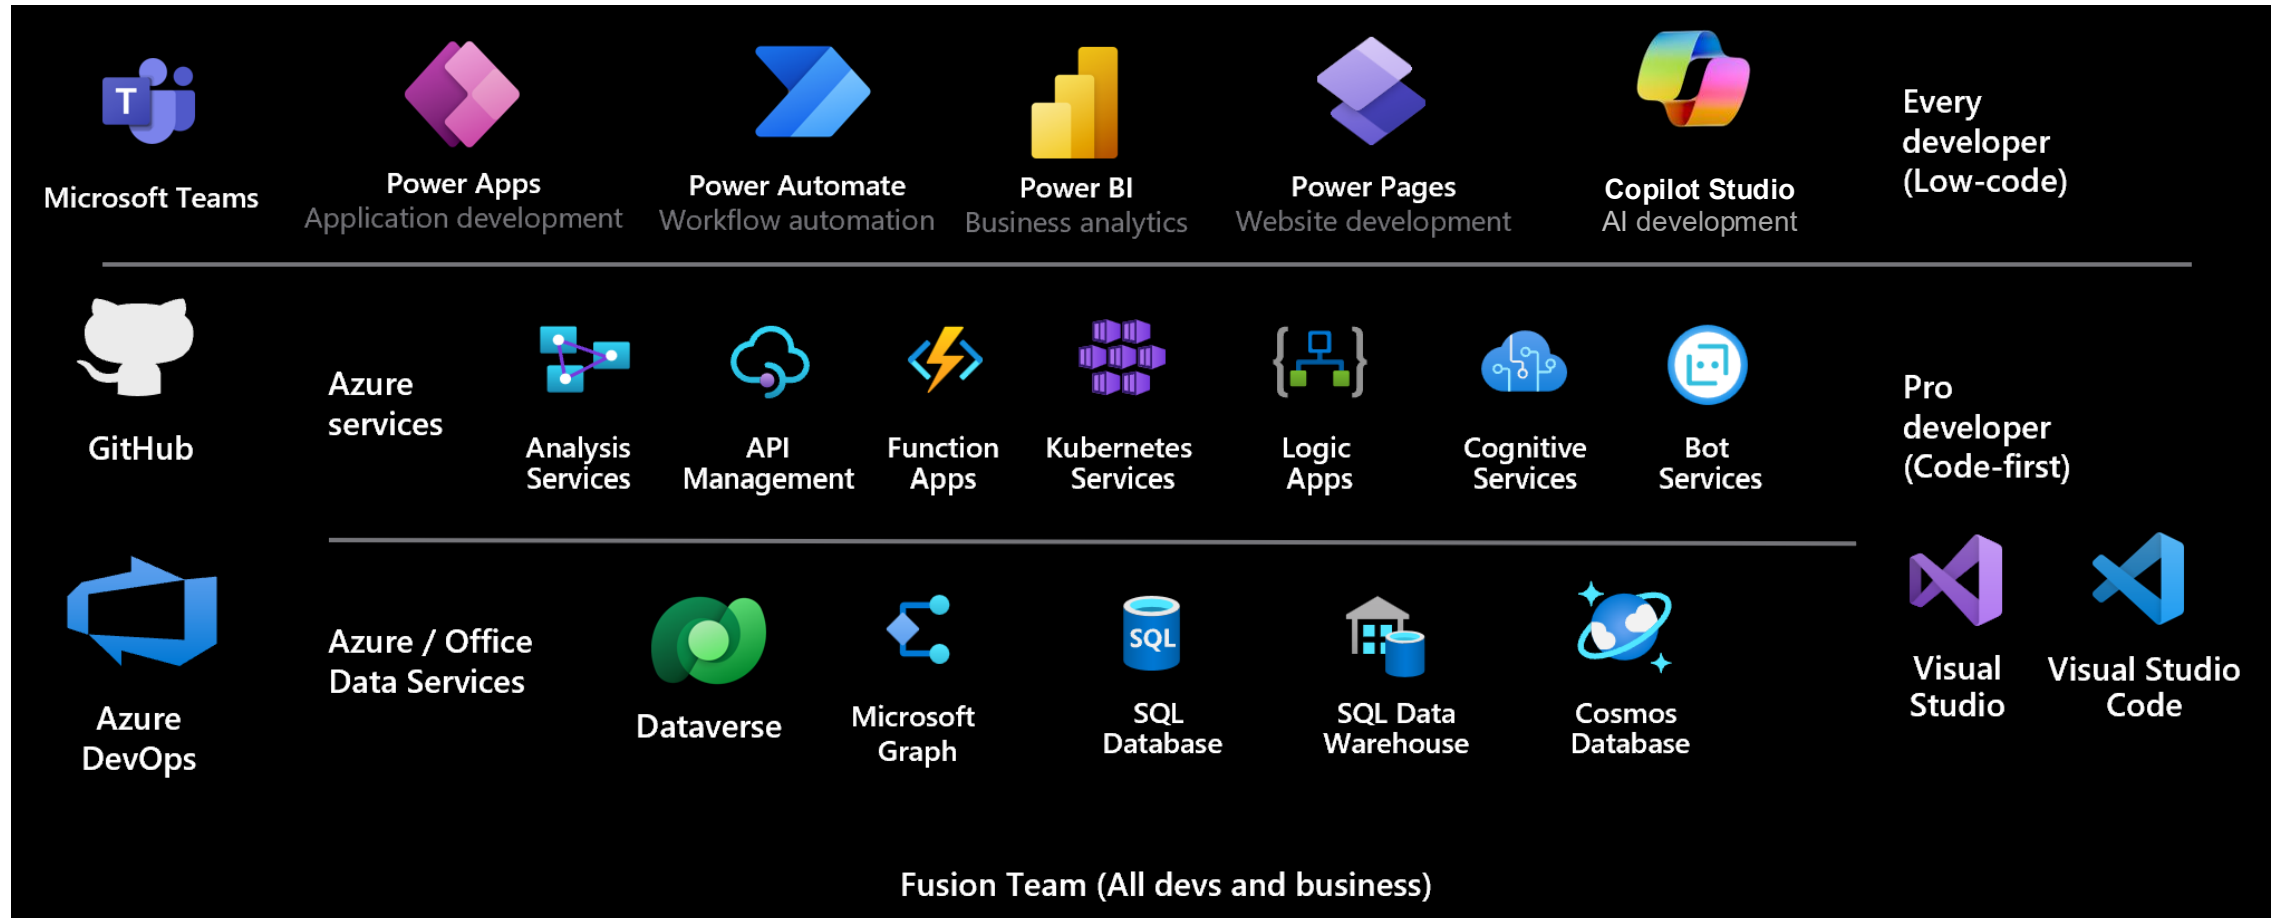 T
Microsoft Teams
Power Apps
Application development
Power Automate
Workflow automation
Power BI
Business analytics
Power Pages
Website development
Copilot Studio
AI development
Every
developer
(Low-code)
GitHub
Azure
services
Analysis
Services
API
Management
Function
Apps
Kubernetes
Services
Logic
Apps
Cognitive
Services
Bot
Services
Pro
developer
(Code-first)
Azure
DevOps
Azure / Office
Data Services
Dataverse
Microsoft
Graph
SQL
SQL
Database
SQL Data
Warehouse
Cosmos
Database
Visual
Studio
Visual Studio
Code
Fusion Team (All devs and business)